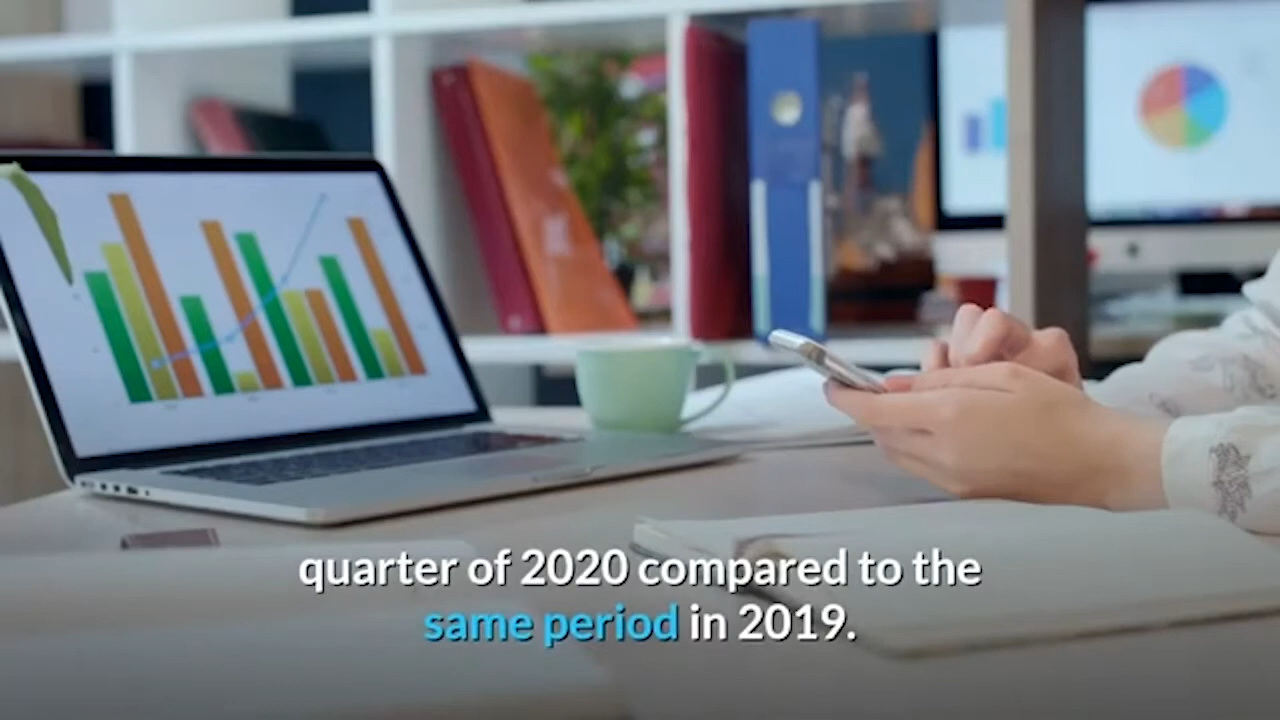 quarter of 2020 compared to the
same period in 2019.